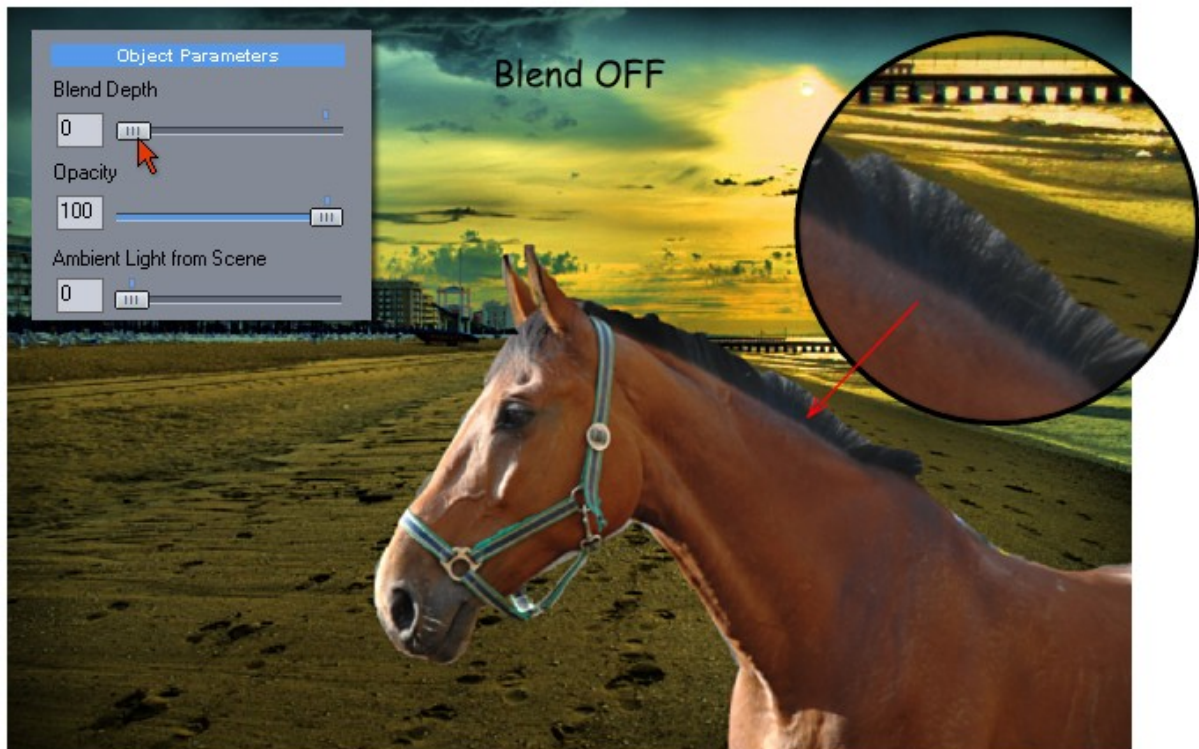 Object Parameters
Blend Depth
0
Opacity
100
Ambient Light from Scene
0
Blend OFF